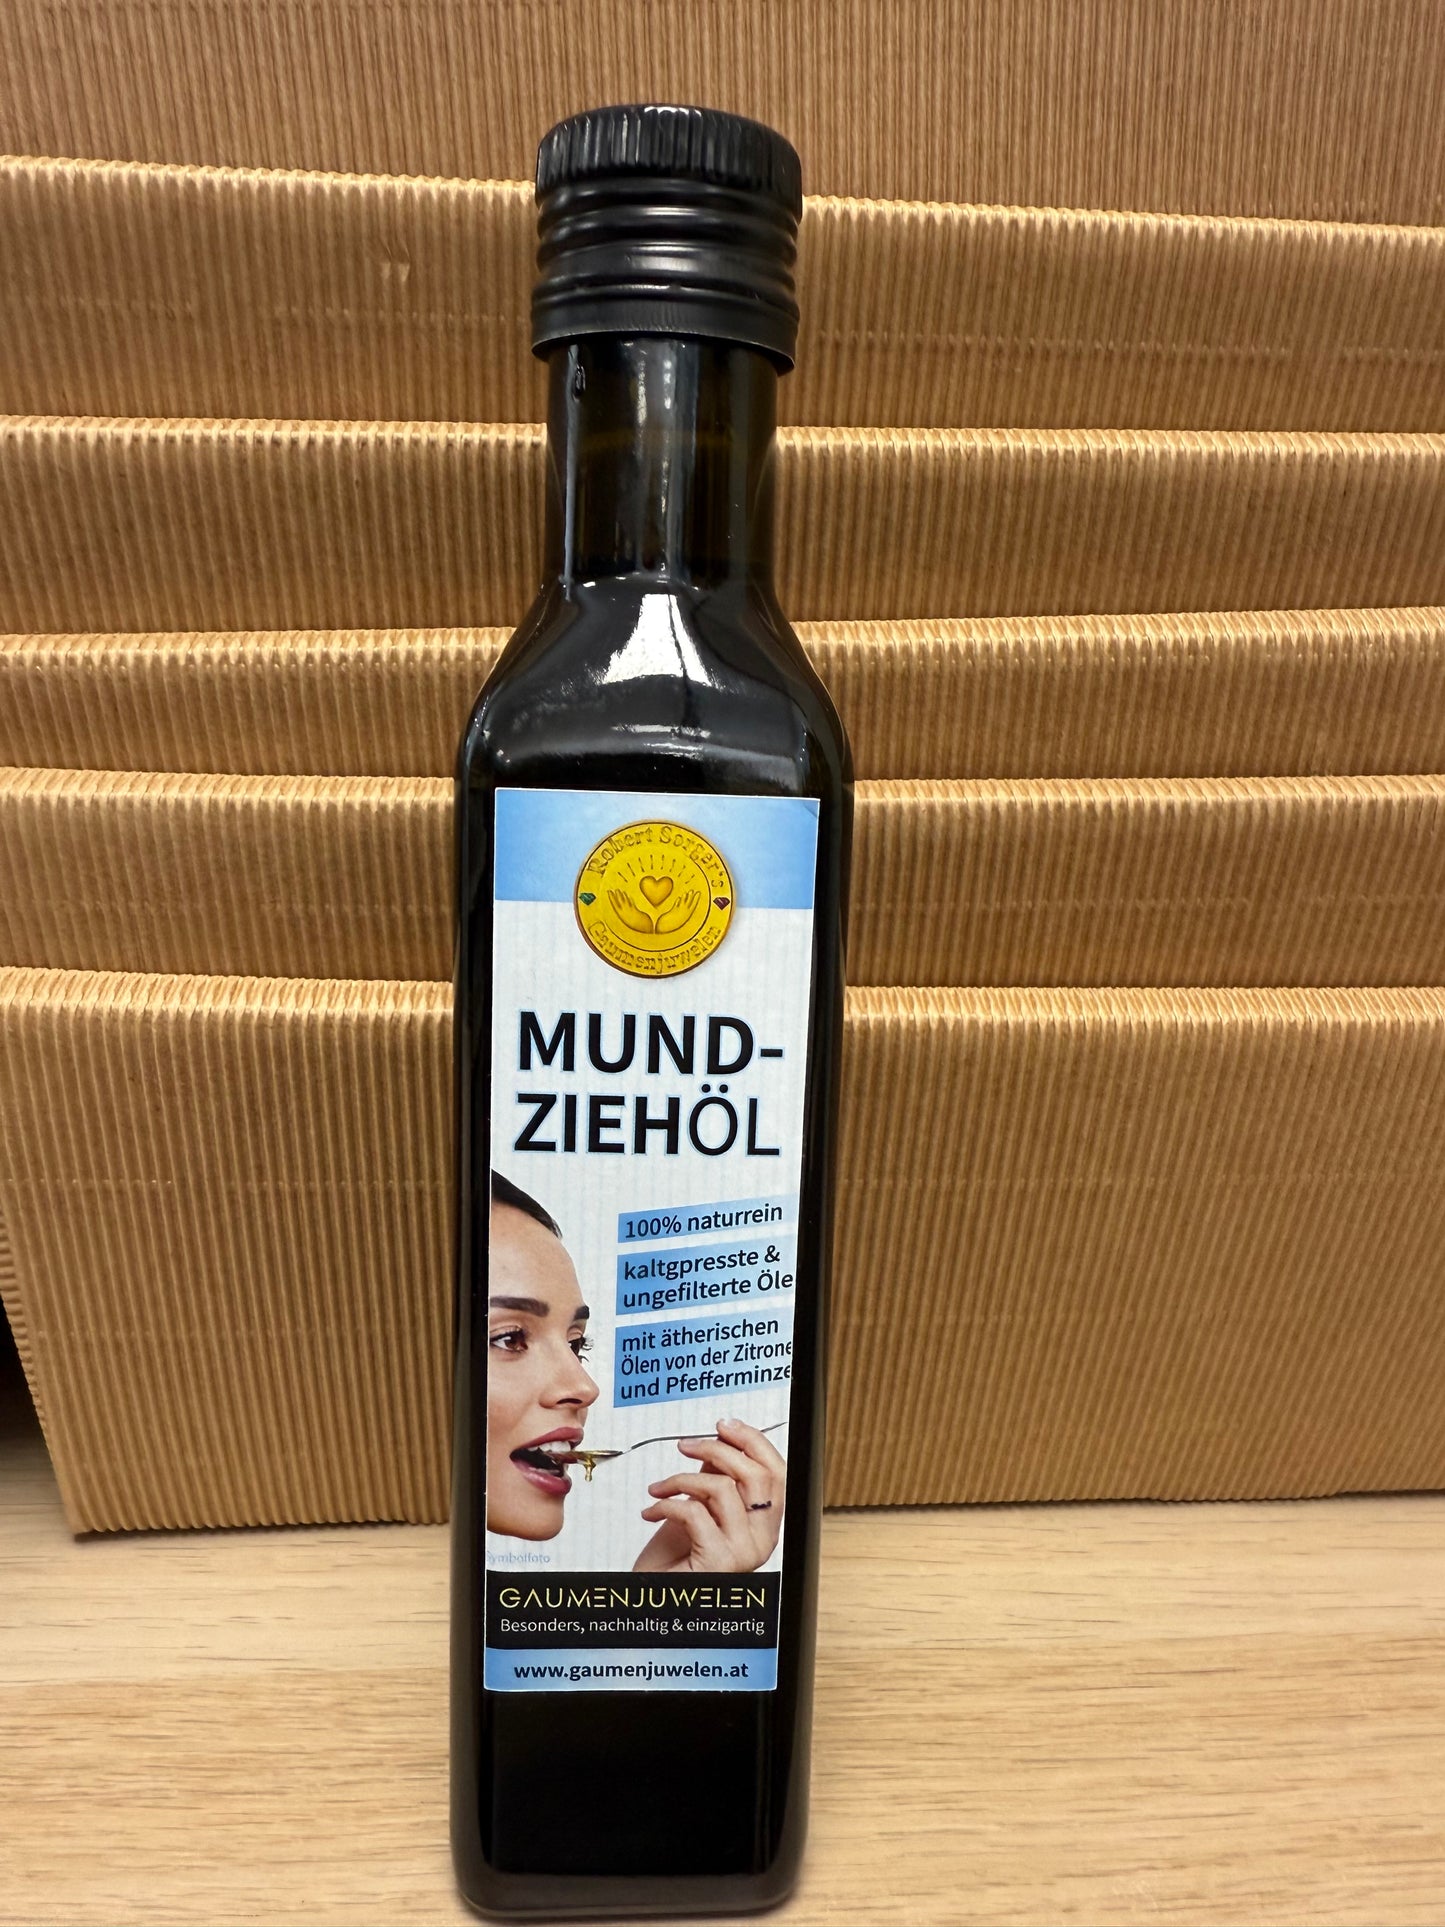 Robert Sorger's
Gaumenjuwelen
MUND-
ZIEHÖL
100% naturrein
kaltgpresste &
ungefilterte Öle
mit ätherischen
Ölen von der Zitrone
und Pfefferminze
Symbolfoto
GAUMENJUWELEN
Besonders, nachhaltig & einzigartig
www.gaumenjuwelen.at